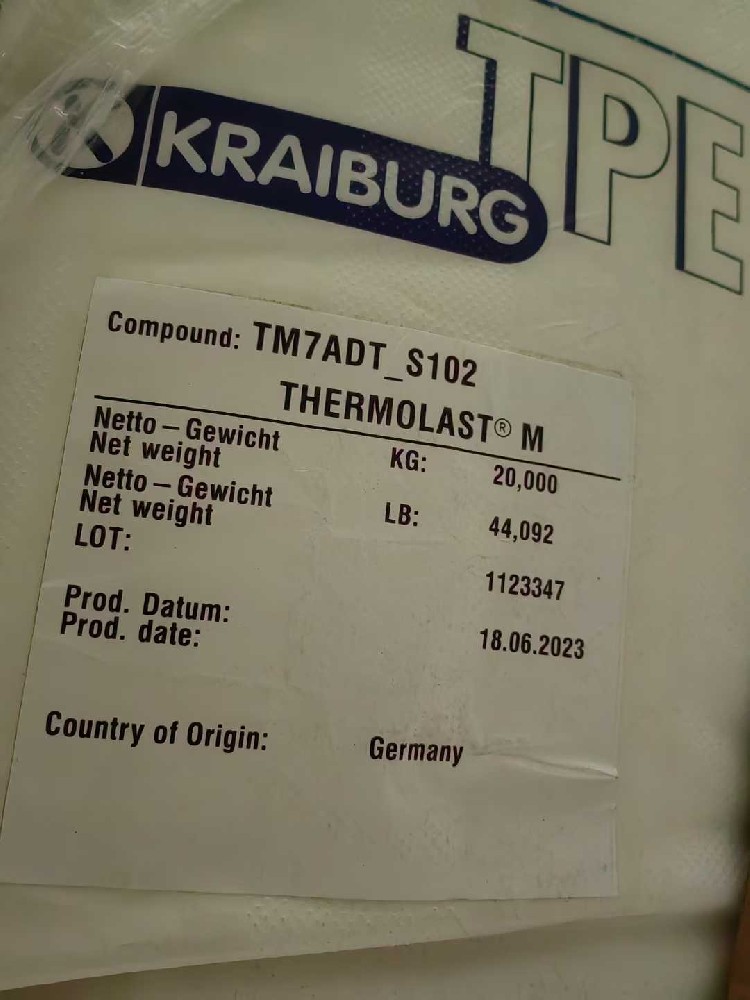 TPE
KRAIBURG
Compound: TM7ADT_S102
THERMOLAST® M
Netto – Gewicht
Net weight KG: 20,000
Netto – Gewicht
Net weight LB: 44,092
LOT: 1123347
Prod. Datum:
Prod. date: 18.06.2023
Country of Origin: Germany